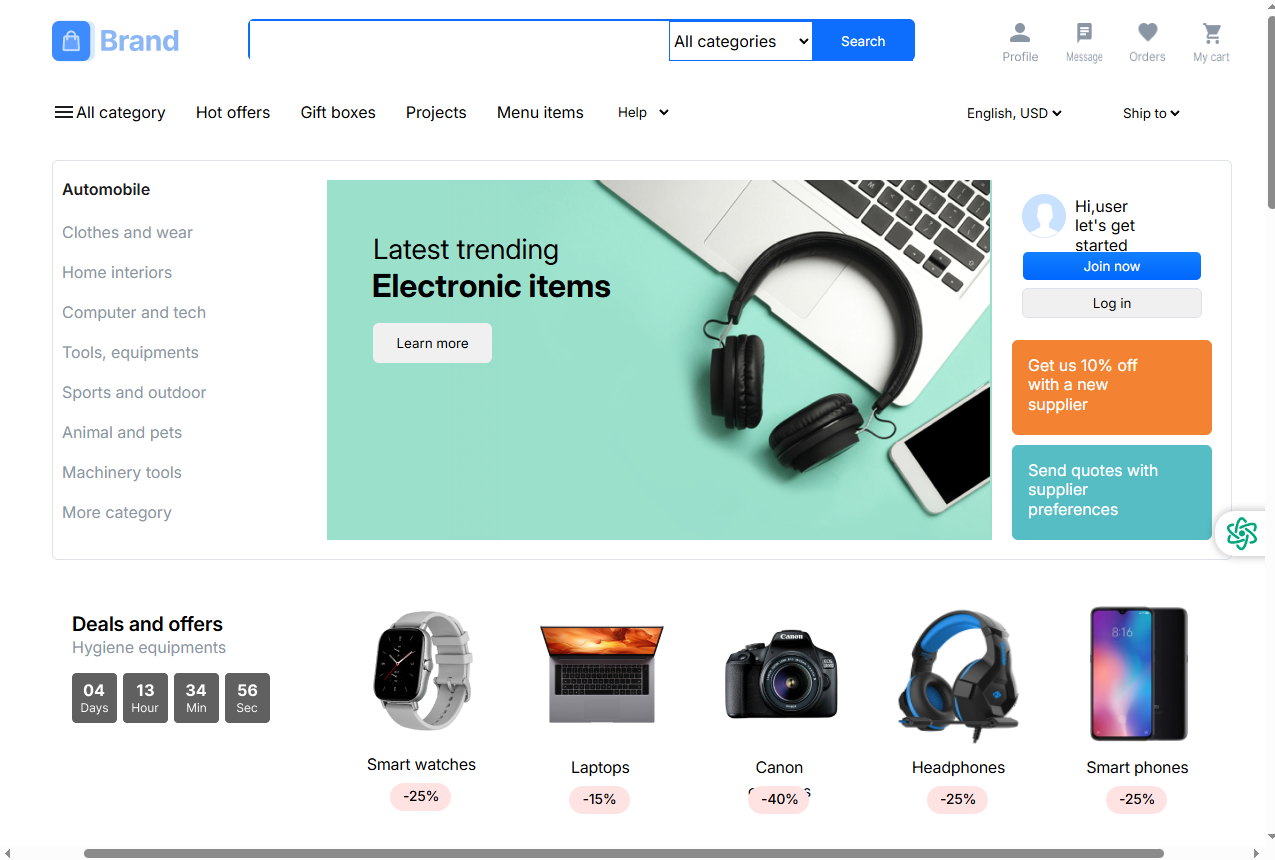 Brand
All categories
Search
Profile
Message
Orders
My cart
All category
Hot offers
Gift boxes
Projects
Menu items
Help
English, USD
Ship to
Automobile
Clothes and wear
Home interiors
Computer and tech
Tools, equipments
Sports and outdoor
Animal and pets
Machinery tools
More category
Latest trending
Electronic items
Learn more
Hi,user
let's get
started
Join now
Log in
Get us 10% off
with a new
supplier
Send quotes with
supplier
preferences
Deals and offers
Hygiene equipments
04 13 34 56
Days Hour Min Sec
Canon
8:16
Smart watches
-25%
Laptops
-15%
Canon
-40%
Headphones
-25%
Smart phones
-25%